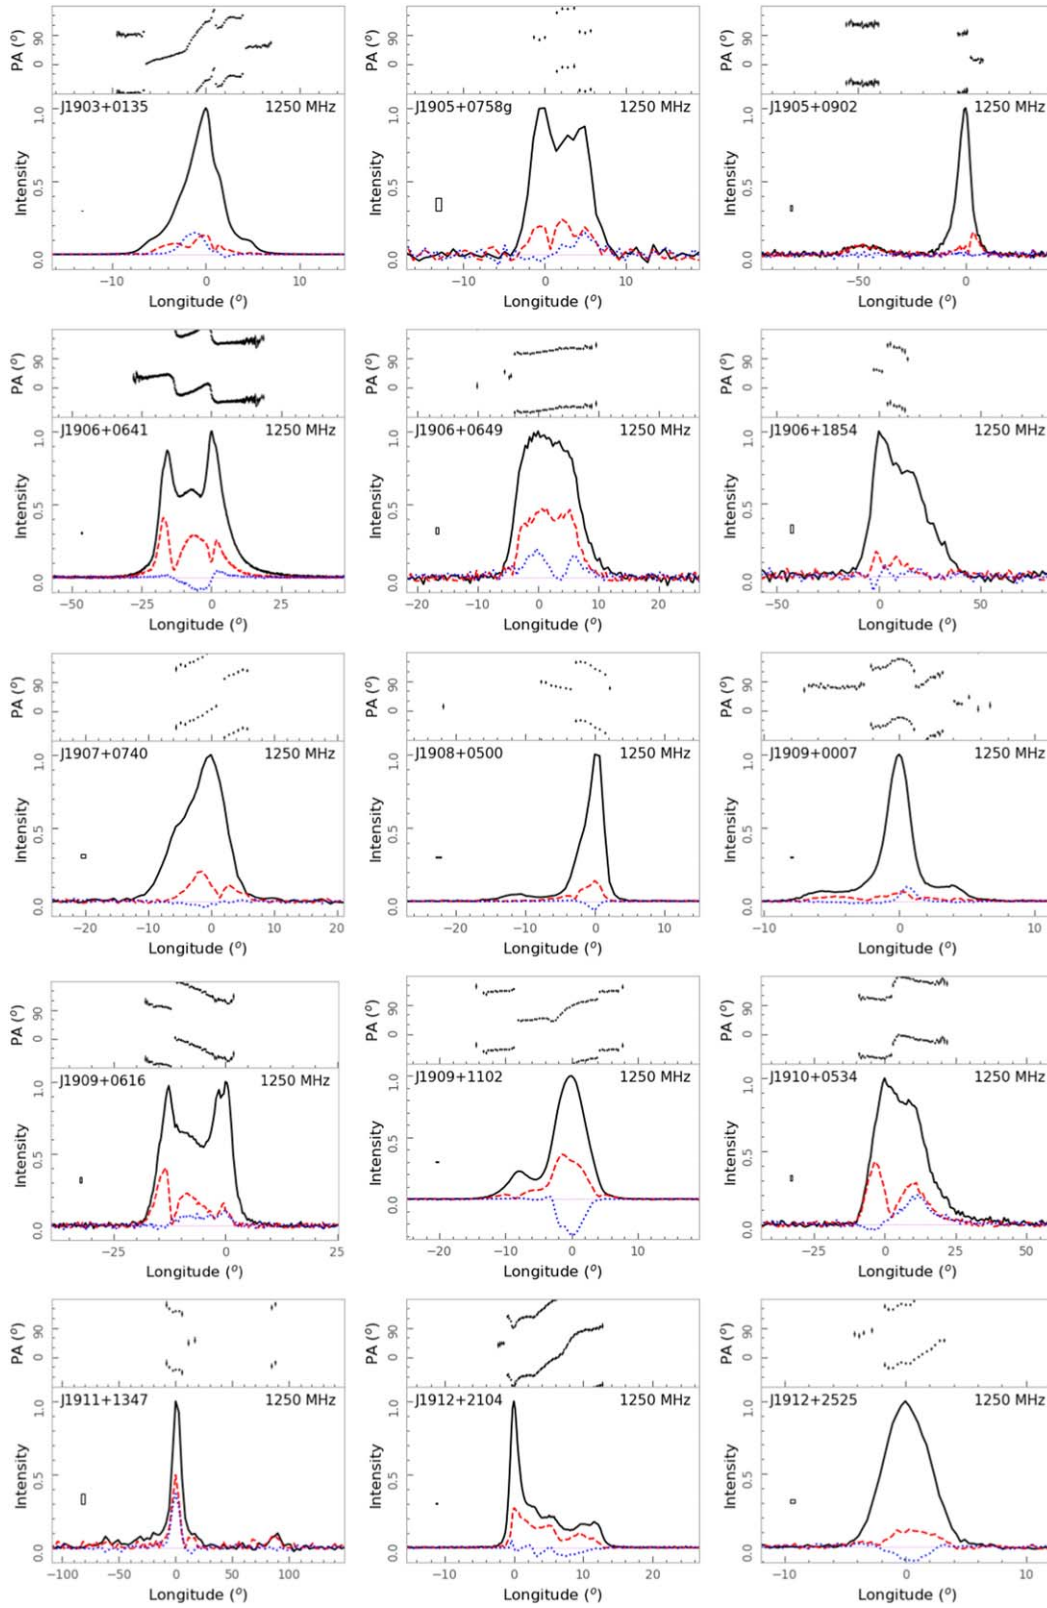 PA (°)
90
0
J1903+0135 1250 MHz
Intensity
1.0
0.5
0.0
−10 0 10
Longitude (°)
PA (°)
90
0
J1905+0758g 1250 MHz
Intensity
1.0
0.5
0.0
−10 0 10
Longitude (°)
PA (°)
90
0
J1905+0902 1250 MHz
Intensity
1.0
0.5
0.0
−50 0
Longitude (°)
PA (°)
90
0
J1906+0641 1250 MHz
Intensity
1.0
0.5
0.0
−50 −25 0 25
Longitude (°)
PA (°)
90
0
J1906+0649 1250 MHz
Intensity
1.0
0.5
0.0
−20 −10 0 10 20
Longitude (°)
PA (°)
90
0
J1906+1854 1250 MHz
Intensity
1.0
0.5
0.0
−50 0 50
Longitude (°)
PA (°)
90
0
J1907+0740 1250 MHz
Intensity
1.0
0.5
0.0
−20 −10 0 10 20
Longitude (°)
PA (°)
90
0
J1908+0500 1250 MHz
Intensity
1.0
0.5
0.0
−20 −10 0 10
Longitude (°)
PA (°)
90
0
J1909+0007 1250 MHz
Intensity
1.0
0.5
0.0
−10 0 10
Longitude (°)
PA (°)
90
0
J1909+0616 1250 MHz
Intensity
1.0
0.5
0.0
−25 0 25
Longitude (°)
PA (°)
90
0
J1909+1102 1250 MHz
Intensity
1.0
0.5
0.0
−20 −10 0 10
Longitude (°)
PA (°)
90
0
J1910+0534 1250 MHz
Intensity
1.0
0.5
0.0
−25 0 25 50
Longitude (°)
PA (°)
90
0
J1911+1347 1250 MHz
Intensity
1.0
0.5
0.0
−100 −50 0 50 100
Longitude (°)
PA (°)
90
0
J1912+2104 1250 MHz
Intensity
1.0
0.5
0.0
−10 0 10 20
Longitude (°)
PA (°)
90
0
J1912+2525 1250 MHz
Intensity
1.0
0.5
0.0
−10 0 10
Longitude (°)